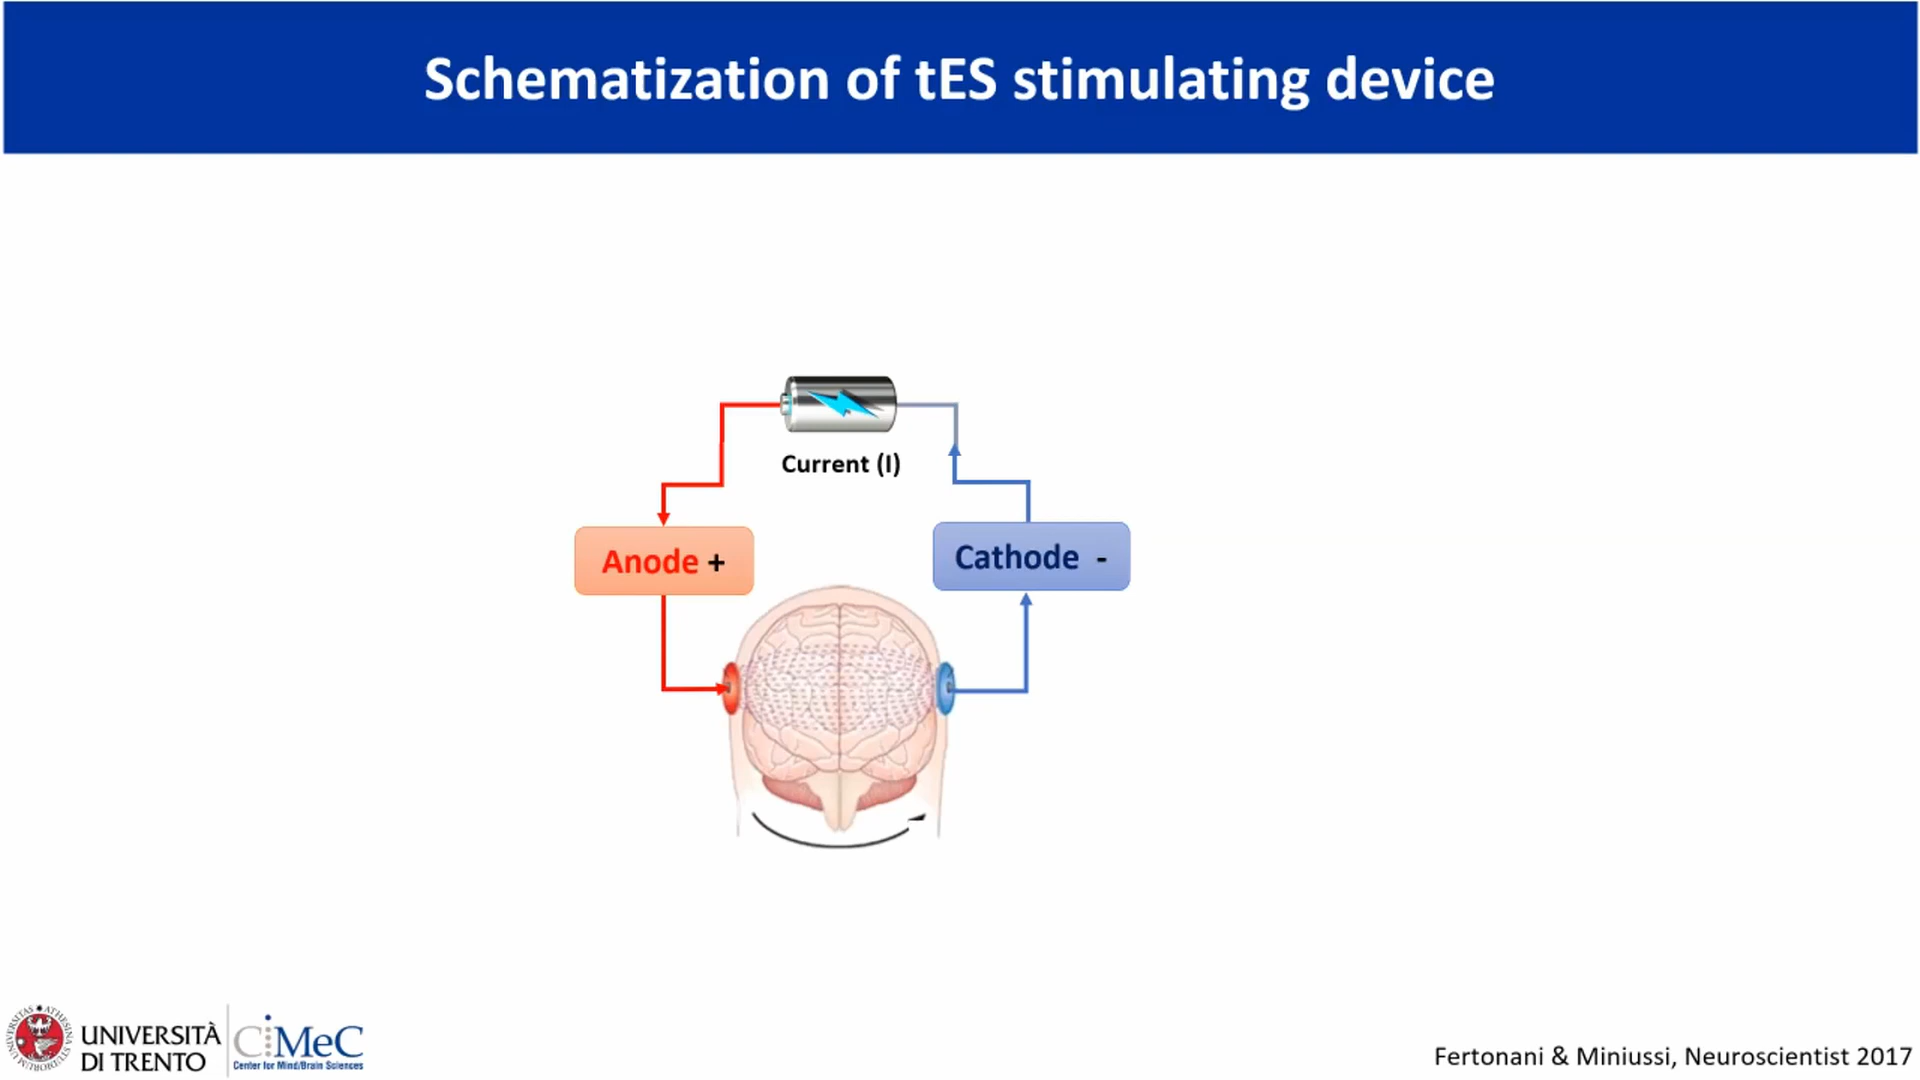 Schematization of tES stimulating device
Current (I)
Anode +
Cathode -
UNIVERSITÀ
DI TRENTO
CiMeC
Center for Mind/Brain Sciences
Fertonani & Miniussi, Neuroscientist 2017